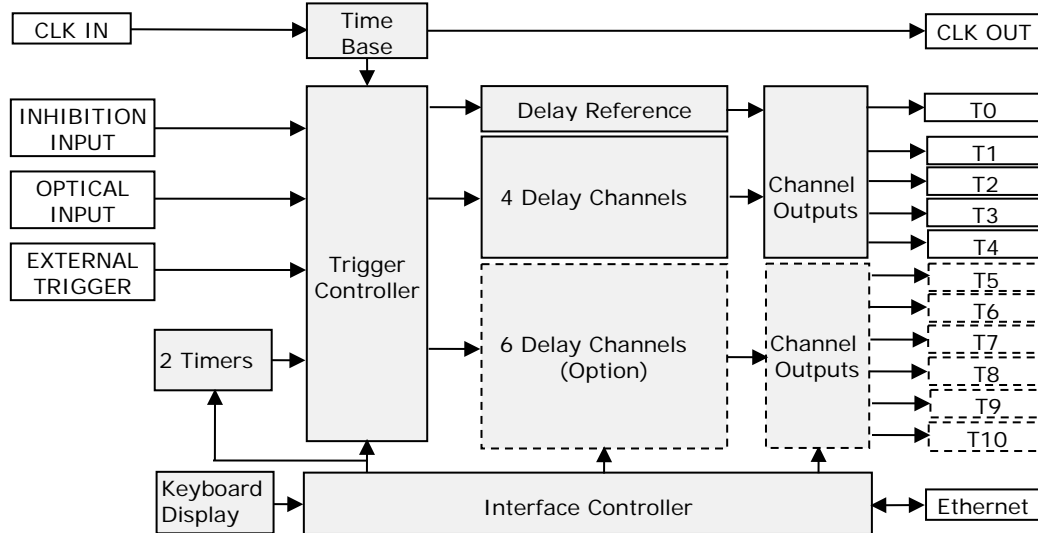 CLK IN
Time
Base
CLK OUT
INHIBITION
INPUT
OPTICAL
INPUT
EXTERNAL
TRIGGER
2 Timers
Trigger
Controller
Delay Reference
4 Delay Channels
6 Delay Channels
(Option)
Channel
Outputs
Channel
Outputs
T0
T1
T2
T3
T4
T5
T6
T7
T8
T9
T10
Keyboard
Display
Interface Controller
Ethernet